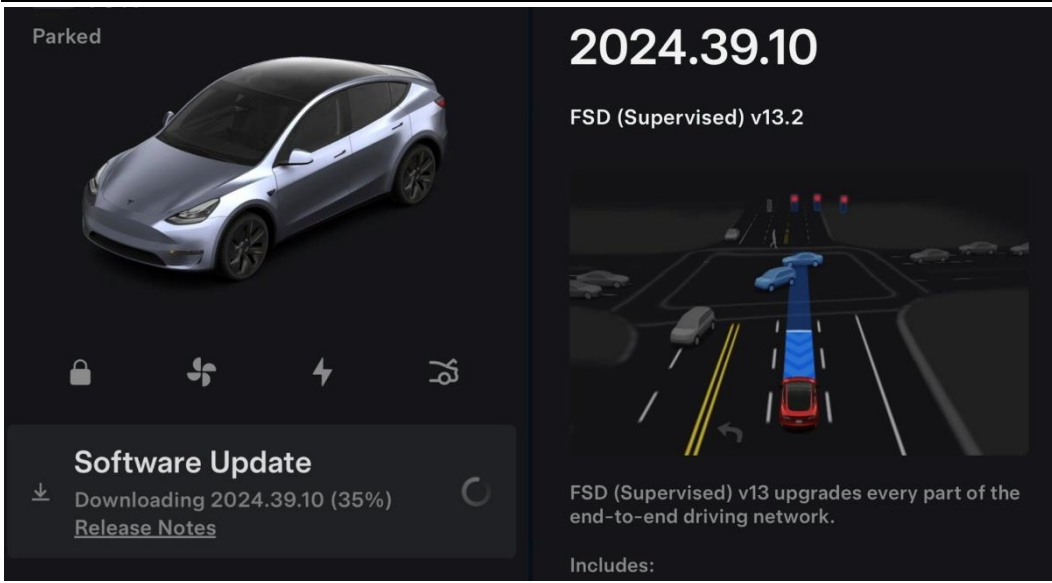 Parked
Software Update
Downloading 2024.39.10 (35%)
Release Notes
2024.39.10
FSD (Supervised) v13.2
FSD (Supervised) v13 upgrades every part of the
end-to-end driving network.
Includes: